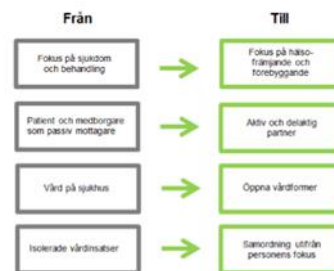 Från
Till
Fokus på sjukdom
och behandling
Fokus på hälso-
främjande och
förebyggande
Patient och medborgare
som passiv mottagare
Aktiv och delaktig
partner
Vård på sjukhus
Öppna vårdformer
Isolerade vårdinsatser
Samordning utifrån
personens fokus